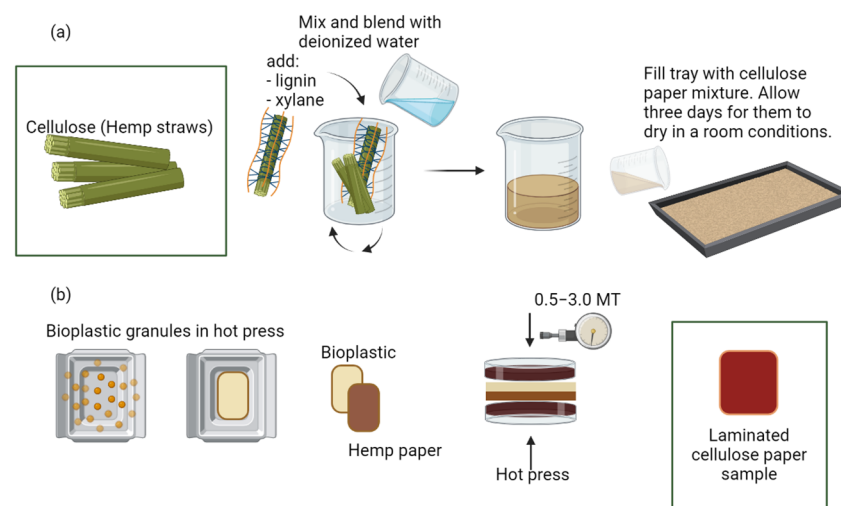 (a)
Mix and blend with
deionized water
add:
- lignin
- xylane
Cellulose (Hemp straws)
Fill tray with cellulose
paper mixture. Allow
three days for them to
dry in a room conditions.
(b)
Bioplastic granules in hot press
Bioplastic
Hemp paper
0.5–3.0 MT
Hot press
Laminated
cellulose paper
sample